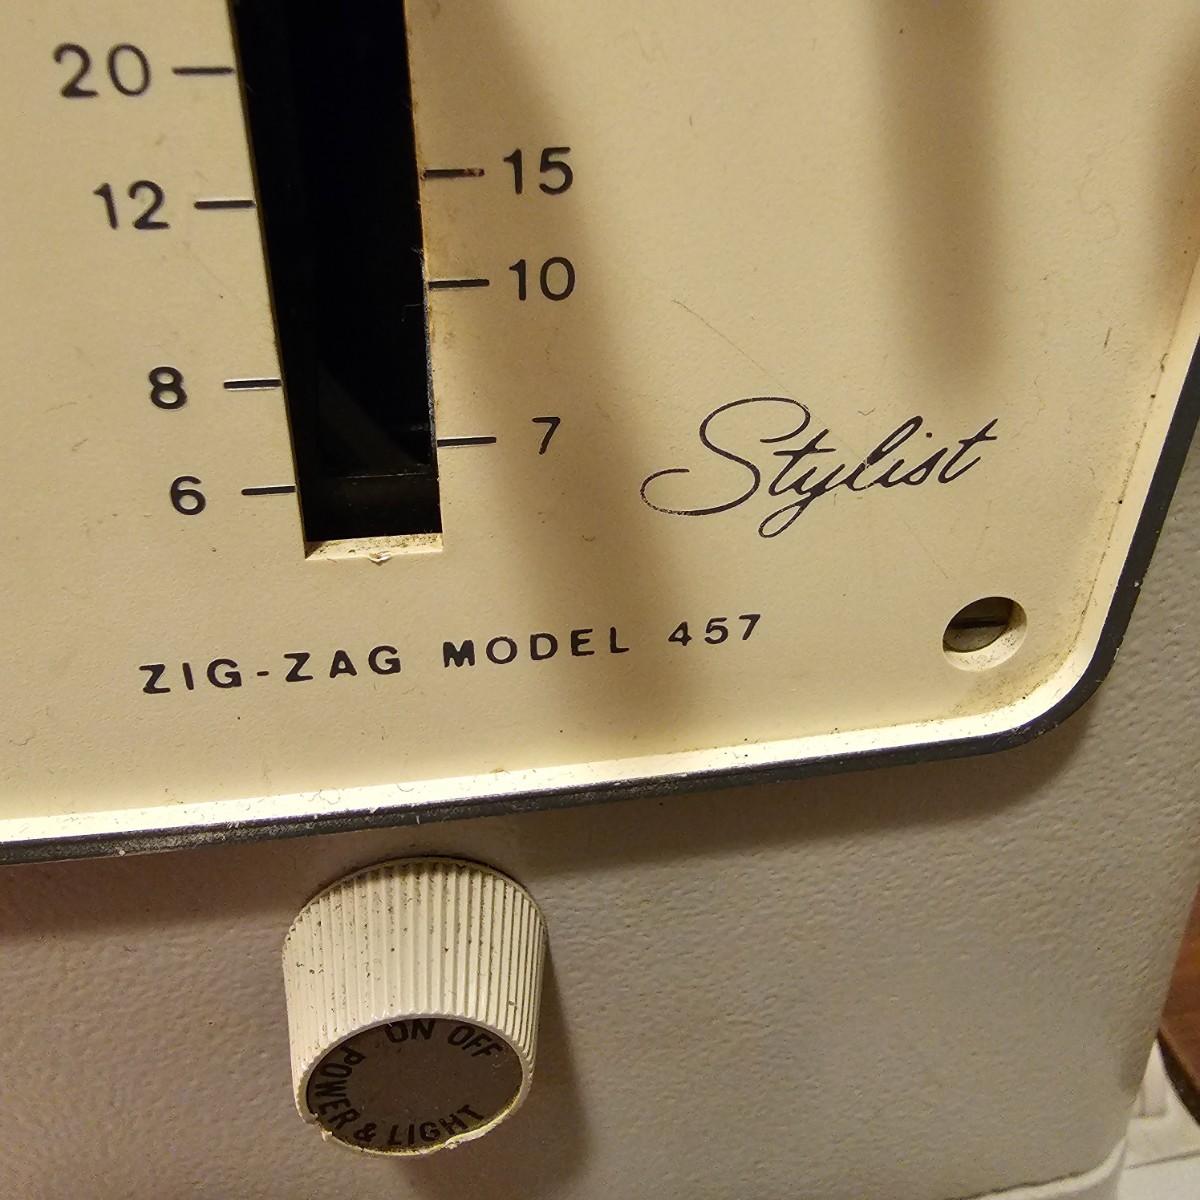 20
15
12
10
8
7
6
Stylist
ZIG-ZAG MODEL 457
ON OFF
POWER & LIGHT